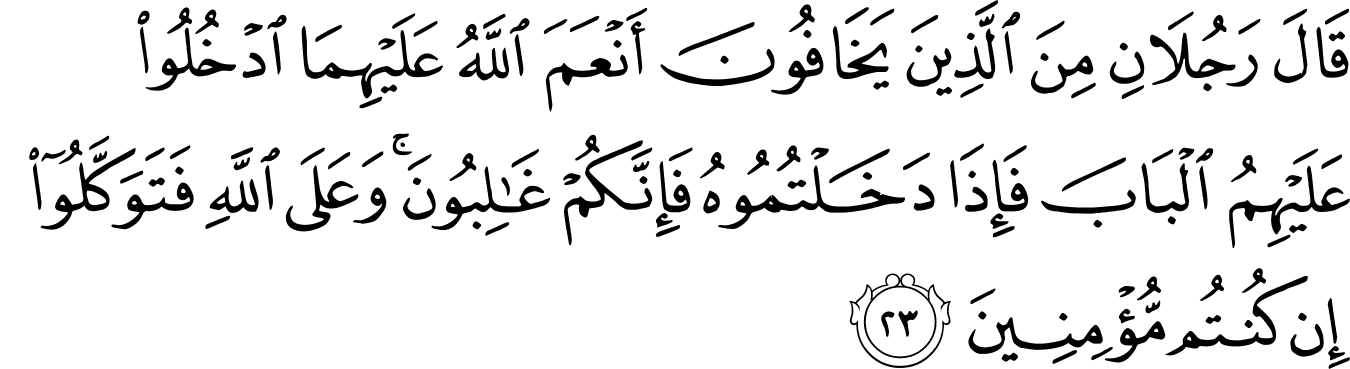 قَالَ رَجُلَانِ مِنَ ٱلَّذِينَ يَخَافُونَ أَنْعَمَ ٱللَّهُ عَلَيْهِمَا ٱدْخُلُوا۟
عَلَيْهِمُ ٱلْبَابَ فَإِذَا دَخَلْتُمُوهُ فَإِنَّكُمْ غَـٰلِبُونَ ۚ وَعَلَى ٱللَّهِ فَتَوَكَّلُوٓا۟
إِن كُنتُم مُّؤْمِنِينَ ٢٣